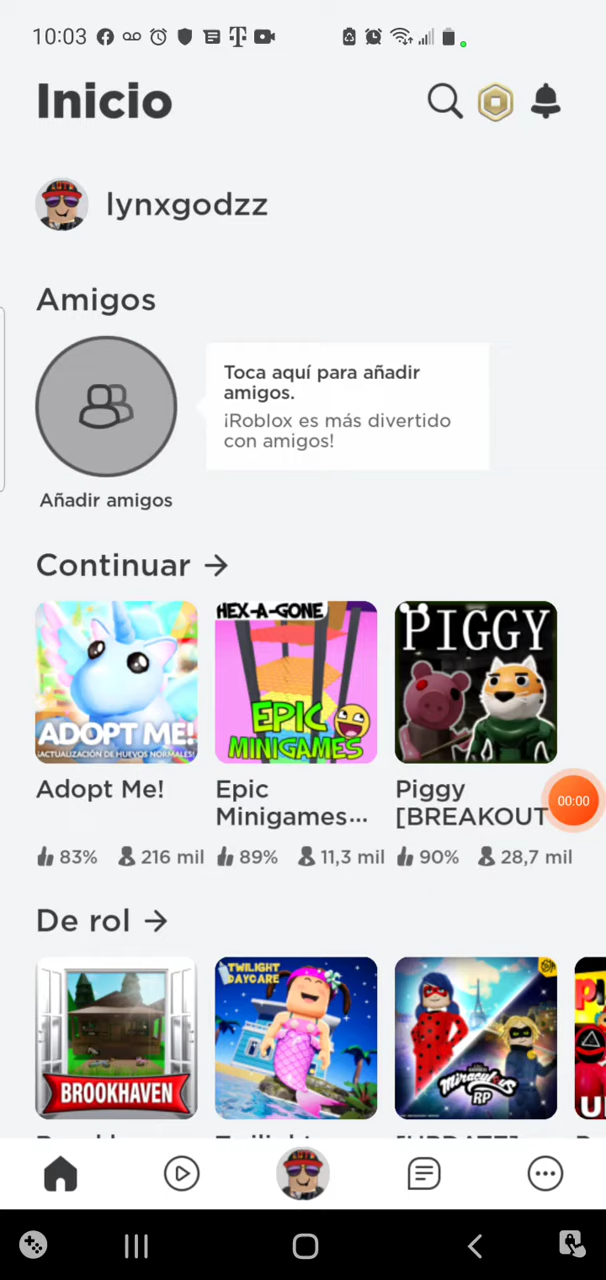 10:03
Inicio
lynxgodzz
Amigos
Toca aquí para añadir
amigos.
¡Roblox es más divertido
con amigos!
Añadir amigos
Continuar →
ADOPT ME!
¡ACTUALIZACIÓN DE HUEVOS NORMALES!
HEX-A-GONE
EPIC
MINIGAMES
PIGGY
Adopt Me!
Epic
Minigames...
Piggy
[BREAKOUT
00:00
83% 216 mil 89% 11,3 mil 90% 28,7 mil
De rol →
BROOKHAVEN
TWILIGHT
DAYCARE
Miraculous
RP